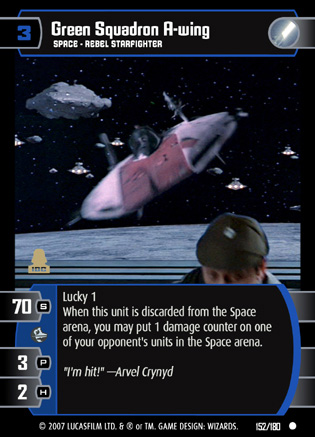 3
Green Squadron A-wing
SPACE - REBEL STARFIGHTER
70 S
Lucky 1
When this unit is discarded from the Space
arena, you may put 1 damage counter on one
of your opponent's units in the Space arena.
3 P
"I'm hit!" —Arvel Crynyd
2 H
© 2007 LUCASFILM LTD. & ® or TM. GAME DESIGN: WIZARDS. 152/180